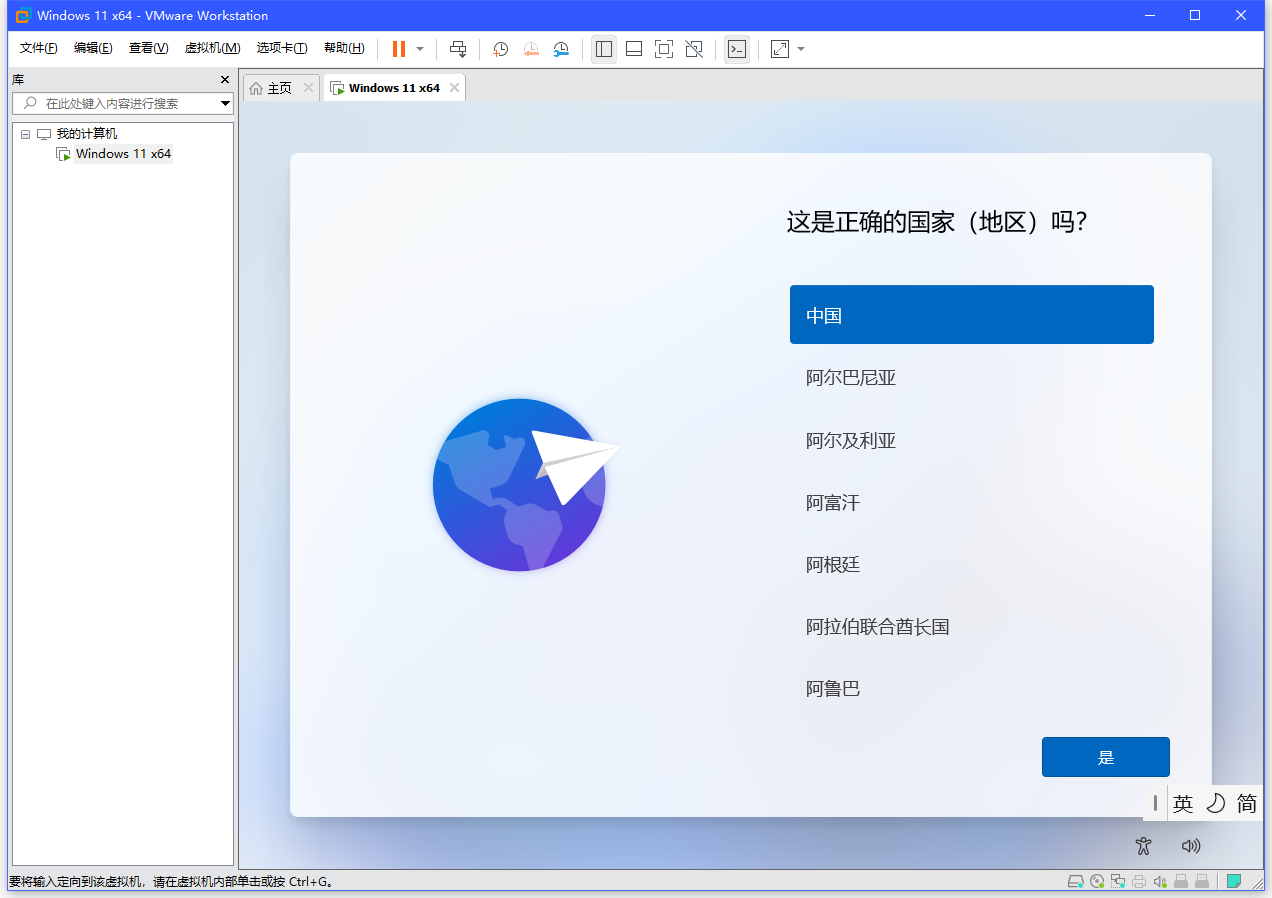 Windows 11 x64 - VMware Workstation
文件(F) 编辑(E) 查看(V) 虚拟机(M) 选项卡(T) 帮助(H)
库
在此处键入内容进行搜索
我的计算机
Windows 11 x64
主页
Windows 11 x64
这是正确的国家（地区）吗？
中国
阿尔巴尼亚
阿尔及利亚
阿富汗
阿根廷
阿拉伯联合酋长国
阿鲁巴
是
英 简
要将输入定向到该虚拟机，请在虚拟机内部单击或按 Ctrl+G。